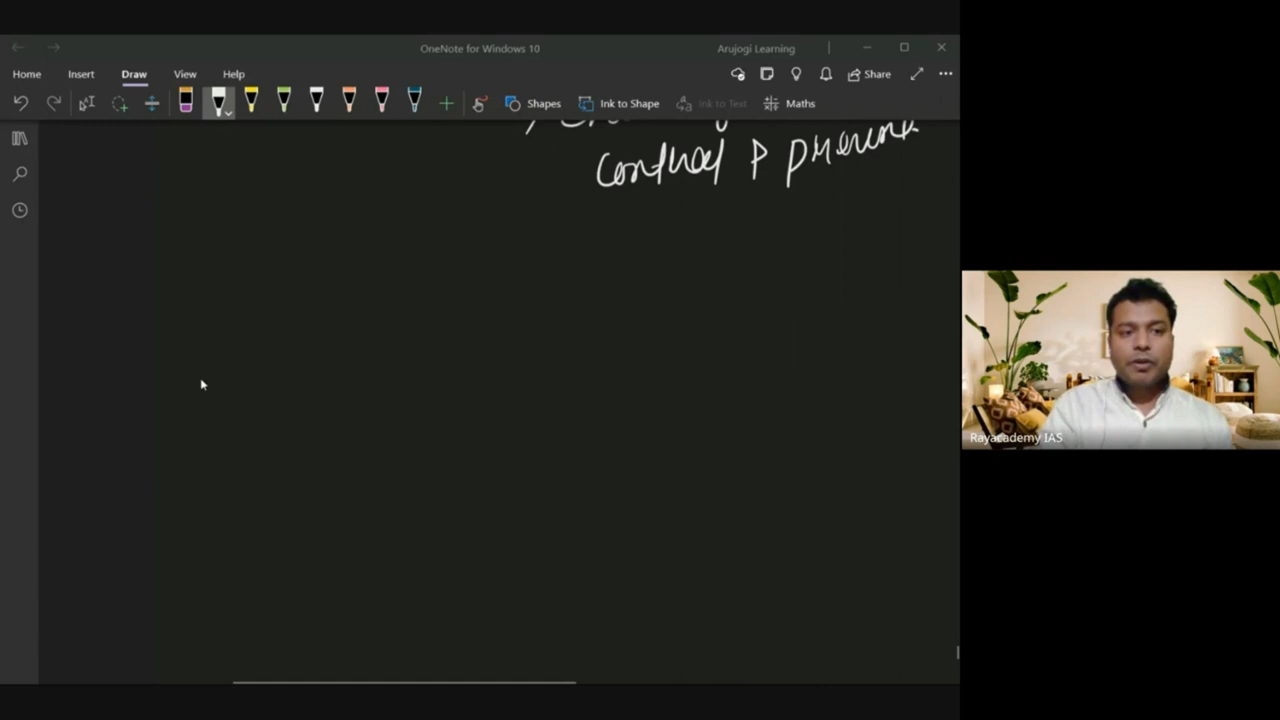 OneNote for Windows 10
Arujogi Learning
Home Insert Draw View Help
Share
Shapes Ink to Shape Ink to Text Maths
Rayacademy IAS